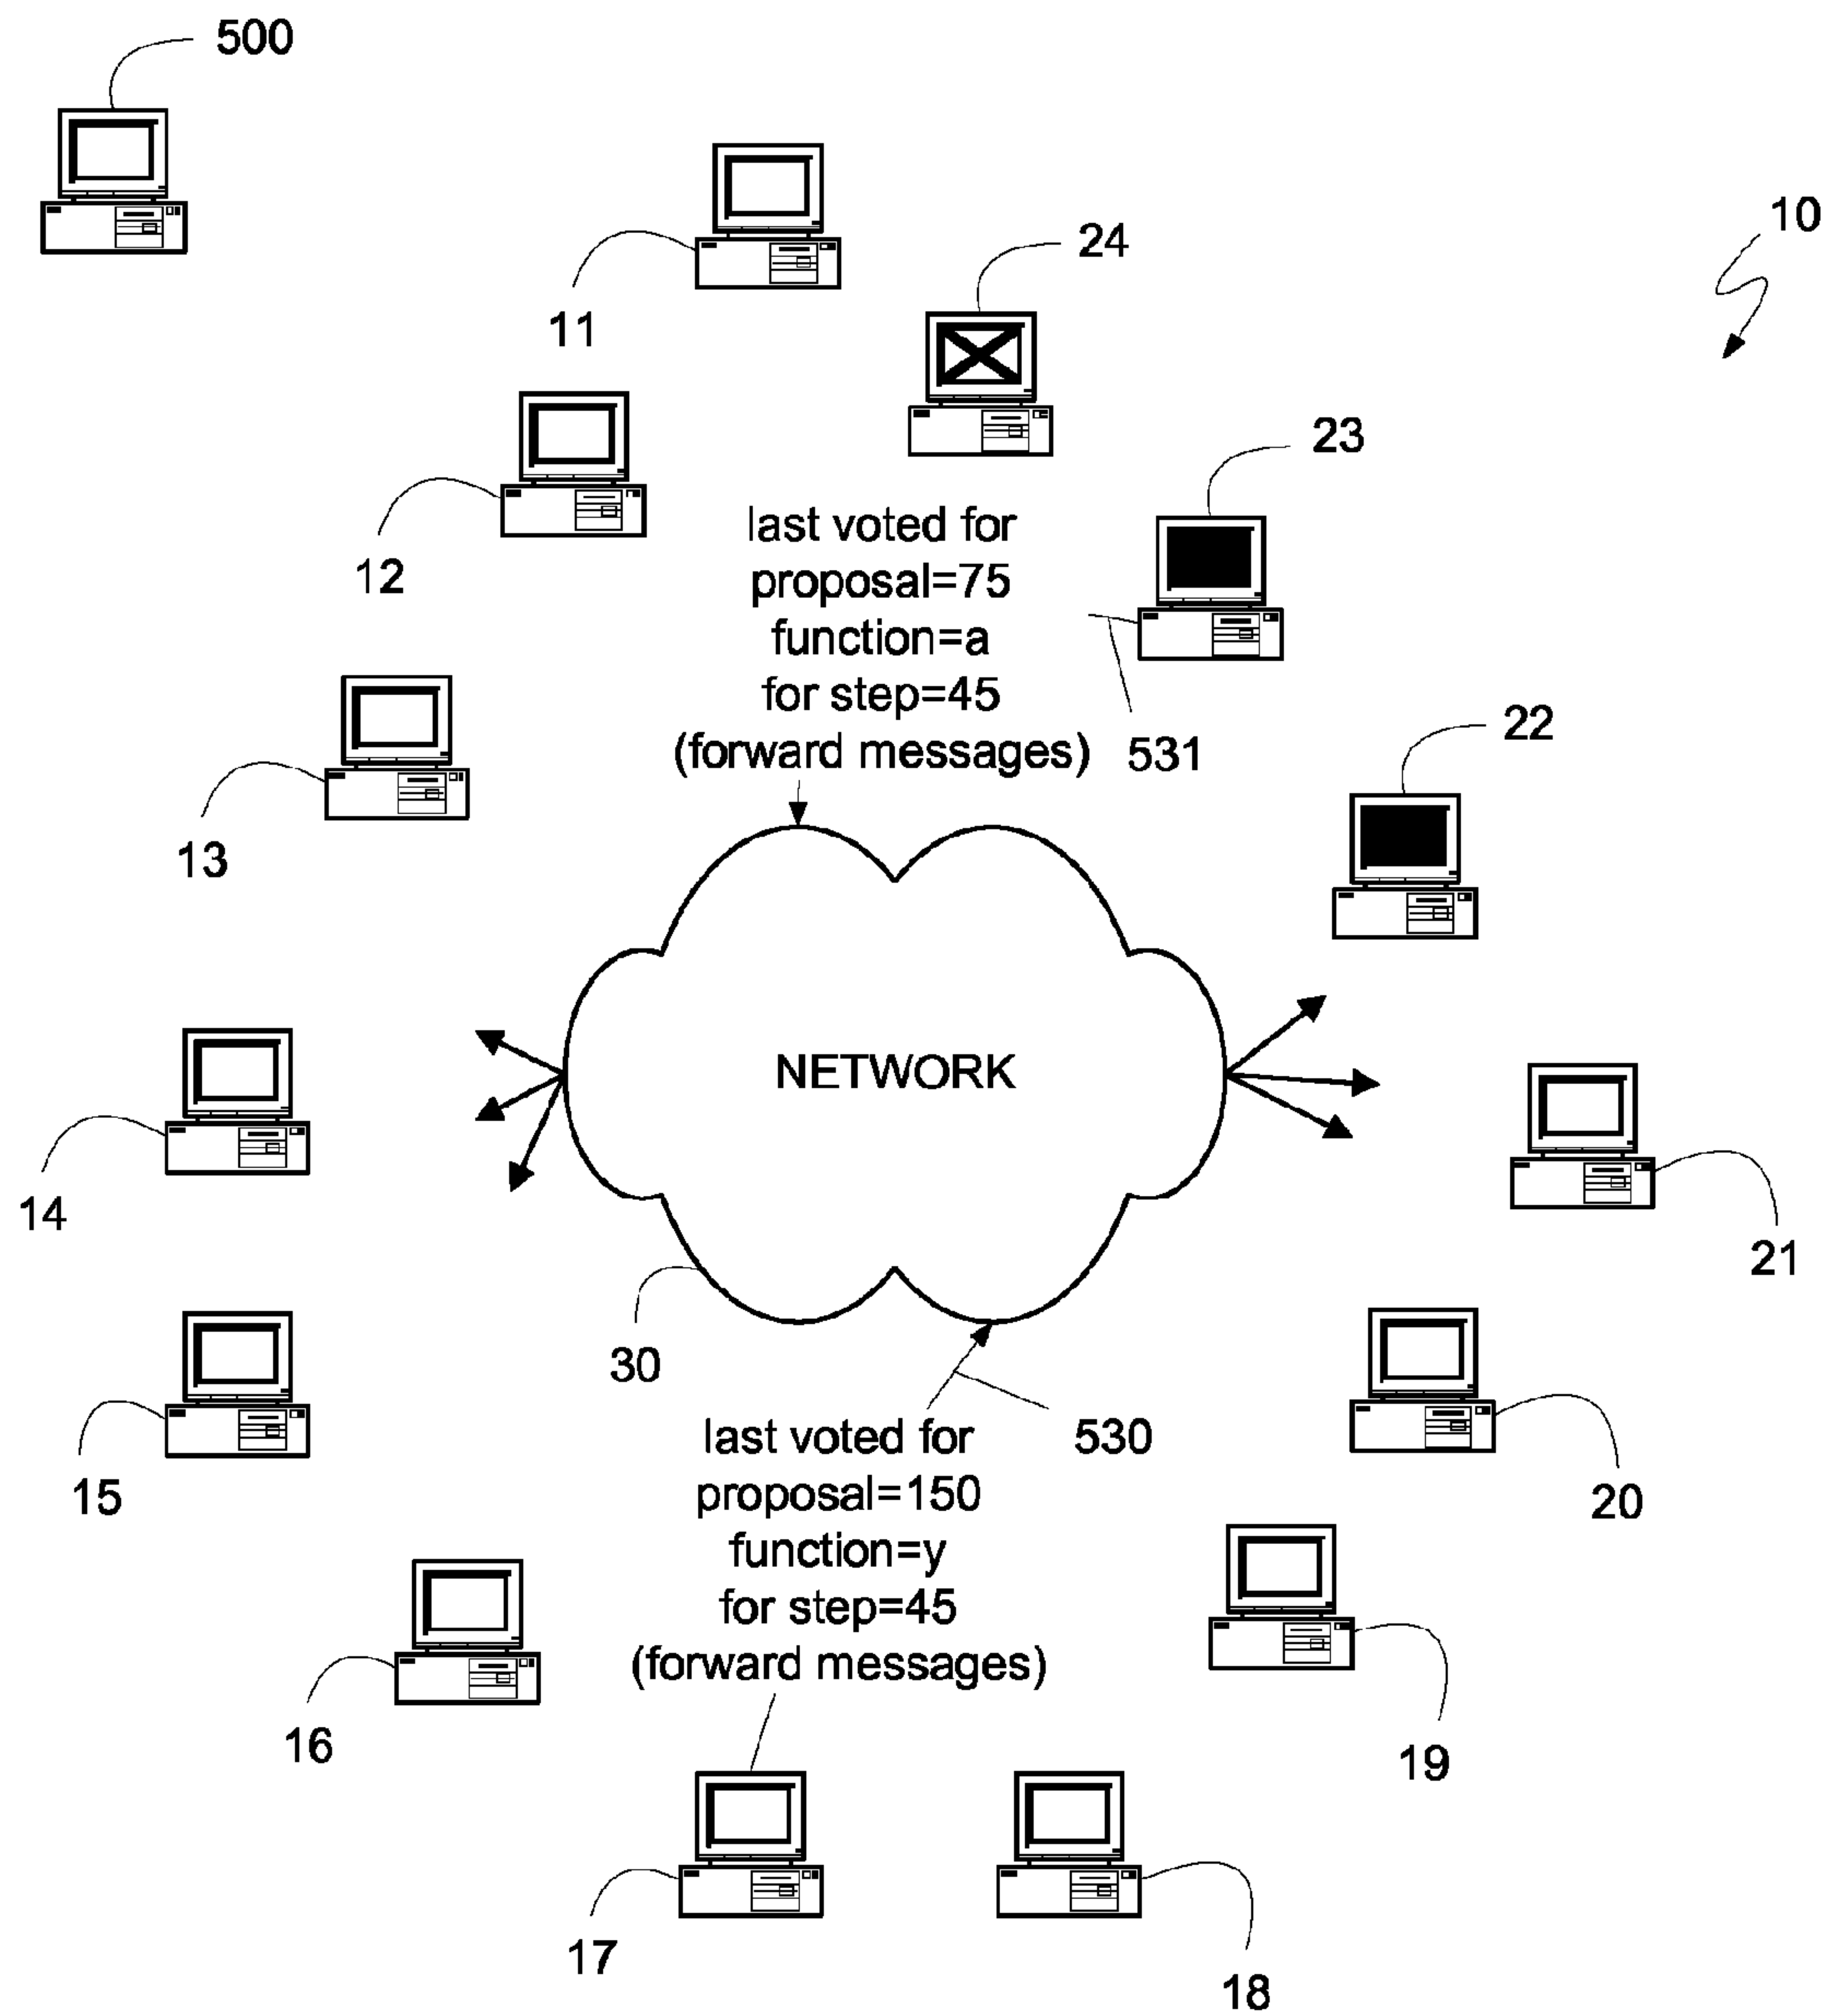 500
10
11
24
12
23
last voted for
proposal=75
function=a
for step=45
(forward messages)
531
22
13
NETWORK
14
21
30
15
20
last voted for
proposal=150
function=y
for step=45
(forward messages)
530
16
19
17
18